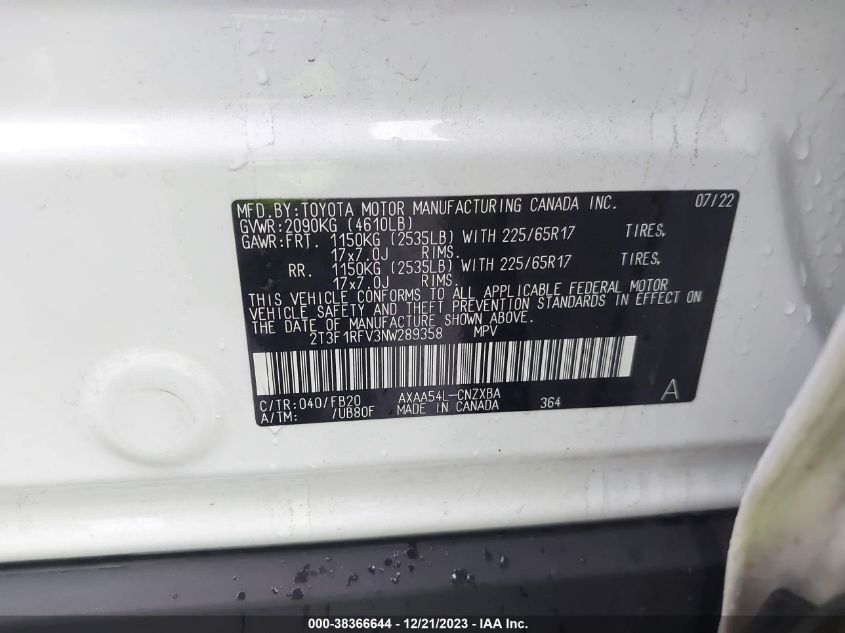 MFD.BY:TOYOTA MOTOR MANUFACTURING CANADA INC. 07/22
GVWR:2090KG (4610LB)
GAWR:FRT. 1150KG (2535LB) WITH 225/65R17 TIRES,
17x7.0J RIMS.
RR. 1150KG (2535LB) WITH 225/65R17 TIRES,
17x7.0J RIMS.
THIS VEHICLE CONFORMS TO ALL APPLICABLE FEDERAL MOTOR
VEHICLE SAFETY AND THEFT PREVENTION STANDARDS IN EFFECT ON
THE DATE OF MANUFACTURE SHOWN ABOVE.
2T3F1RFV3NW289358 MPV
C/TR:040/FB20 AXAA54L-CNZXBA A
A/TM: /UB80F MADE IN CANADA 364
000-38366644 - 12/21/2023 - IAA Inc.